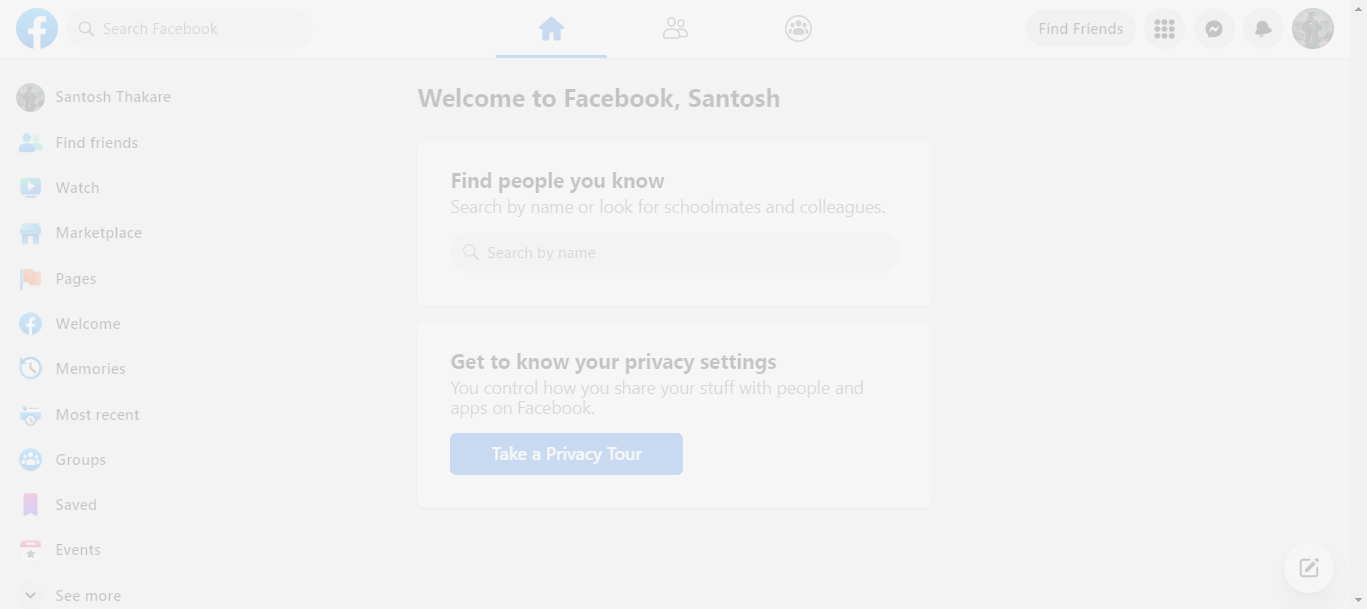 Search Facebook
Find Friends
Santosh Thakare
Find friends
Watch
Marketplace
Pages
Welcome
Memories
Most recent
Groups
Saved
Events
See more
Welcome to Facebook, Santosh
Find people you know
Search by name or look for schoolmates and colleagues.
Search by name
Get to know your privacy settings
You control how you share your stuff with people and
apps on Facebook.
Take a Privacy Tour